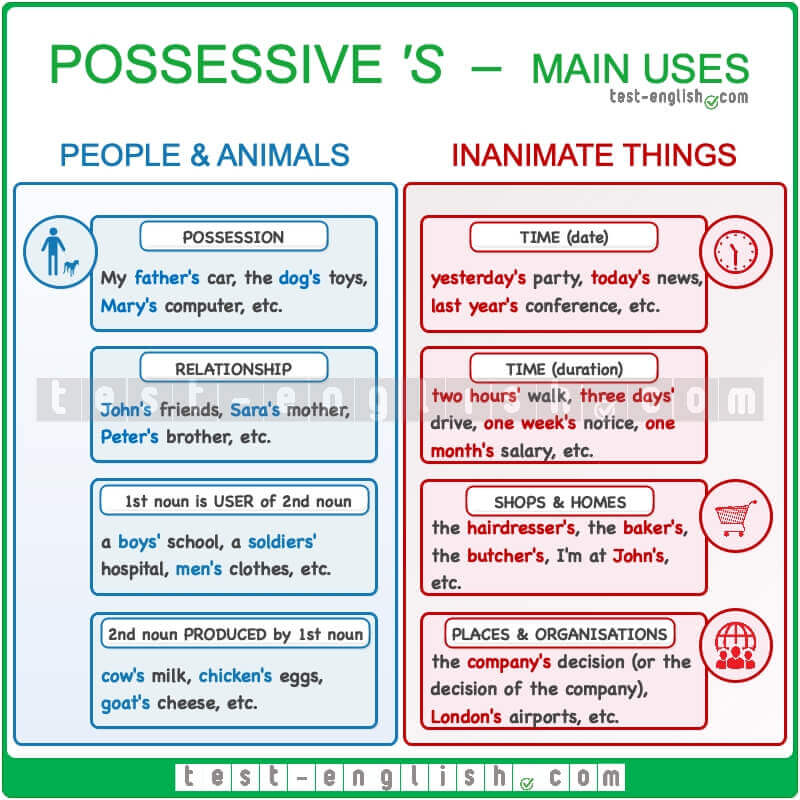 POSSESSIVE 'S – MAIN USES
test-english.com
PEOPLE & ANIMALS
POSSESSION
My father's car, the dog's toys,
Mary's computer, etc.
RELATIONSHIP
John's friends, Sara's mother,
Peter's brother, etc.
1st noun is USER of 2nd noun
a boys' school, a soldiers'
hospital, men's clothes, etc.
2nd noun PRODUCED by 1st noun
cow's milk, chicken's eggs,
goat's cheese, etc.
INANIMATE THINGS
TIME (date)
yesterday's party, today's news,
last year's conference, etc.
TIME (duration)
two hours' walk, three days'
drive, one week's notice, one
month's salary, etc.
SHOPS & HOMES
the hairdresser's, the baker's,
the butcher's, I'm at John's,
etc.
PLACES & ORGANISATIONS
the company's decision (or the
decision of the company),
London's airports, etc.
test-english.com
test-english.com